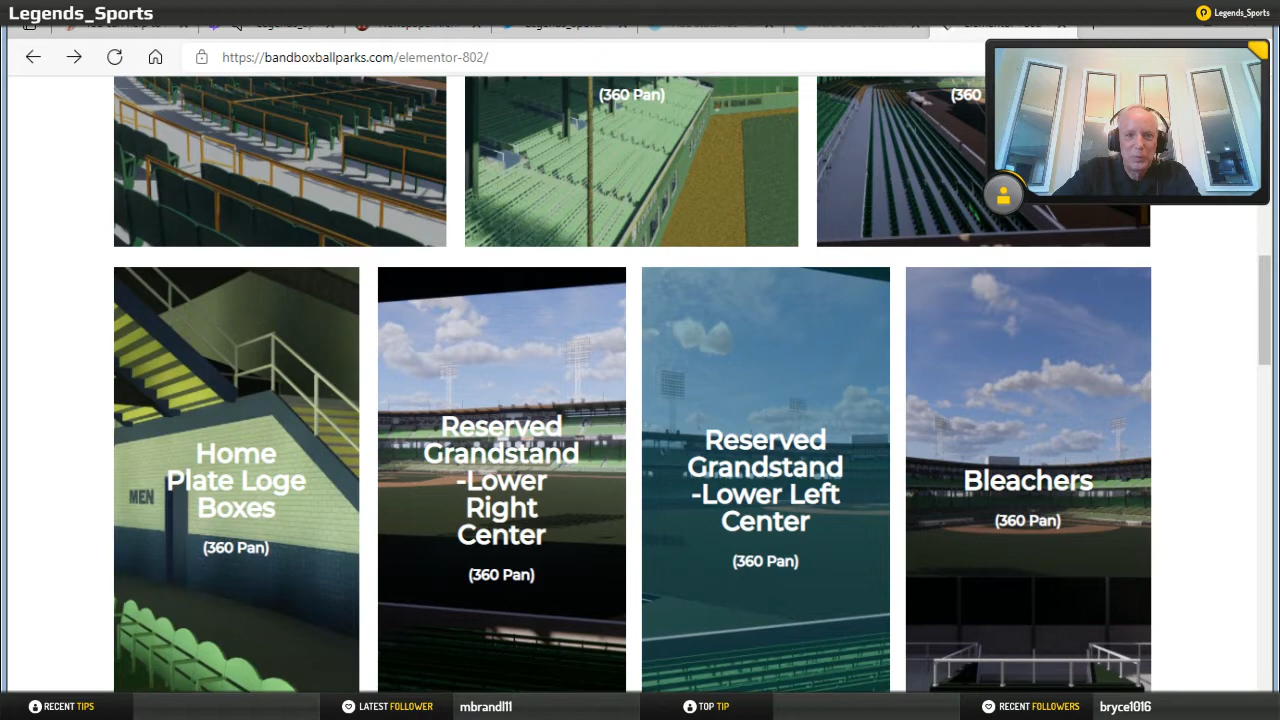 Legends_Sports
Legends_Sports
https://bandboxballparks.com/elementor-802/
(360 Pan)
(360
Home
Plate Loge
Boxes
(360 Pan)
MEN
Reserved
Grandstand
-Lower
Right
Center
(360 Pan)
Reserved
Grandstand
-Lower Left
Center
(360 Pan)
Bleachers
(360 Pan)
RECENT TIPS
LATEST FOLLOWER
mbrandl11
TOP TIP
RECENT FOLLOWERS
bryce1016